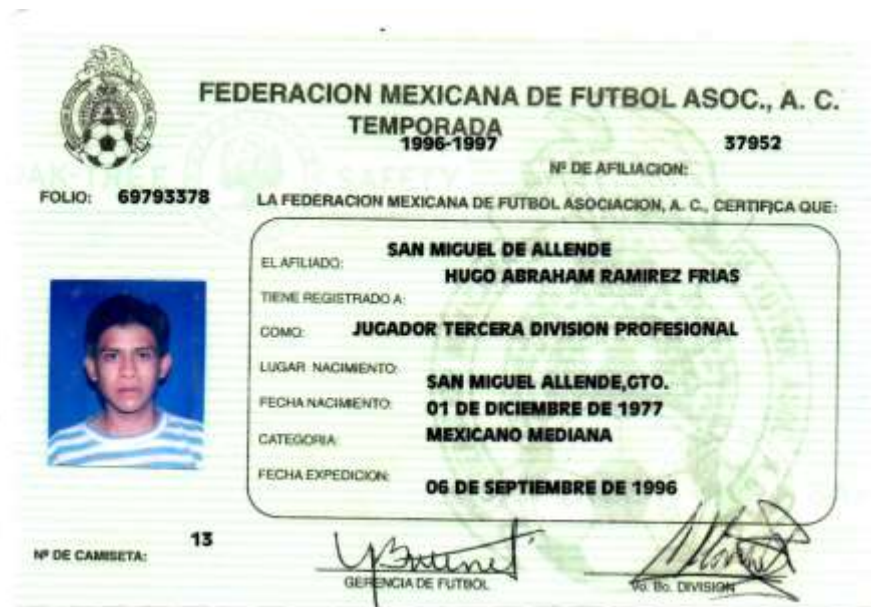 FEDERACION MEXICANA DE FUTBOL ASOC., A. C.
TEMPORADA
1996-1997
37952
Nº DE AFILIACION:
FOLIO: 69793378
LA FEDERACION MEXICANA DE FUTBOL ASOCIACION, A. C., CERTIFICA QUE:
EL AFILIADO: SAN MIGUEL DE ALLENDE
HUGO ABRAHAM RAMIREZ FRIAS
TIENE REGISTRADO A:
COMO: JUGADOR TERCERA DIVISION PROFESIONAL
LUGAR NACIMIENTO:
SAN MIGUEL ALLENDE,GTO.
FECHA NACIMIENTO: 01 DE DICIEMBRE DE 1977
CATEGORIA: MEXICANO MEDIANA
FECHA EXPEDICION:
06 DE SEPTIEMBRE DE 1996
Nº DE CAMISETA: 13
GERENCIA DE FUTBOL
Vo. Bo. DIVISION